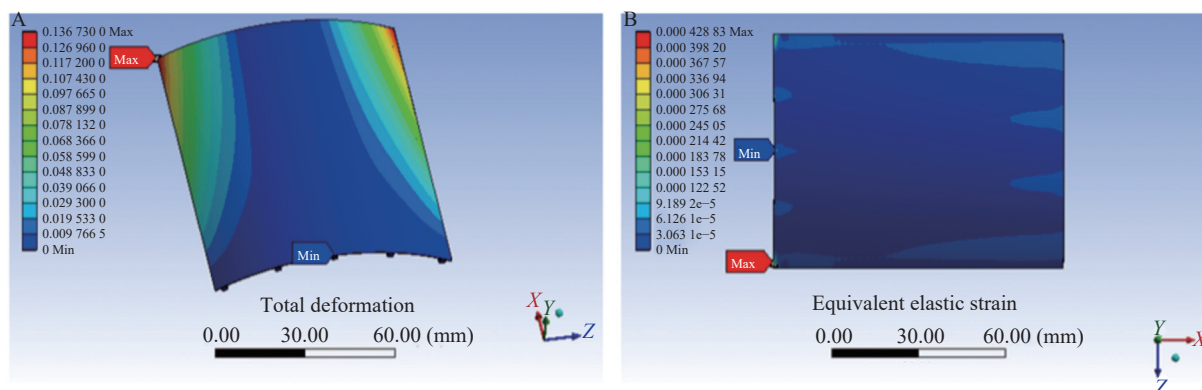 A
0.136 730 0 Max
0.126 960 0
0.117 200 0
0.107 430 0
0.097 665 0
0.087 899 0
0.078 132 0
0.068 366 0
0.058 599 0
0.039 066 0
0.029 300 0
0.019 533 0
0.009 766 5
0 Min
Max
Min
Total deformation
0.00 30.00 60.00 (mm)
X
Y
Z
B
0.000 428 83 Max
0.000 398 20
0.000 367 57
0.000 336 94
0.000 306 31
0.000 275 68
0.000 245 05
0.000 214 42
0.000 183 78
0.000 153 15
0.000 122 52
9.189 2e−5
6.126 1e−5
3.063 1e−5
0 Min
Min
Max
Equivalent elastic strain
0.00 30.00 60.00 (mm)
Y
X
Z